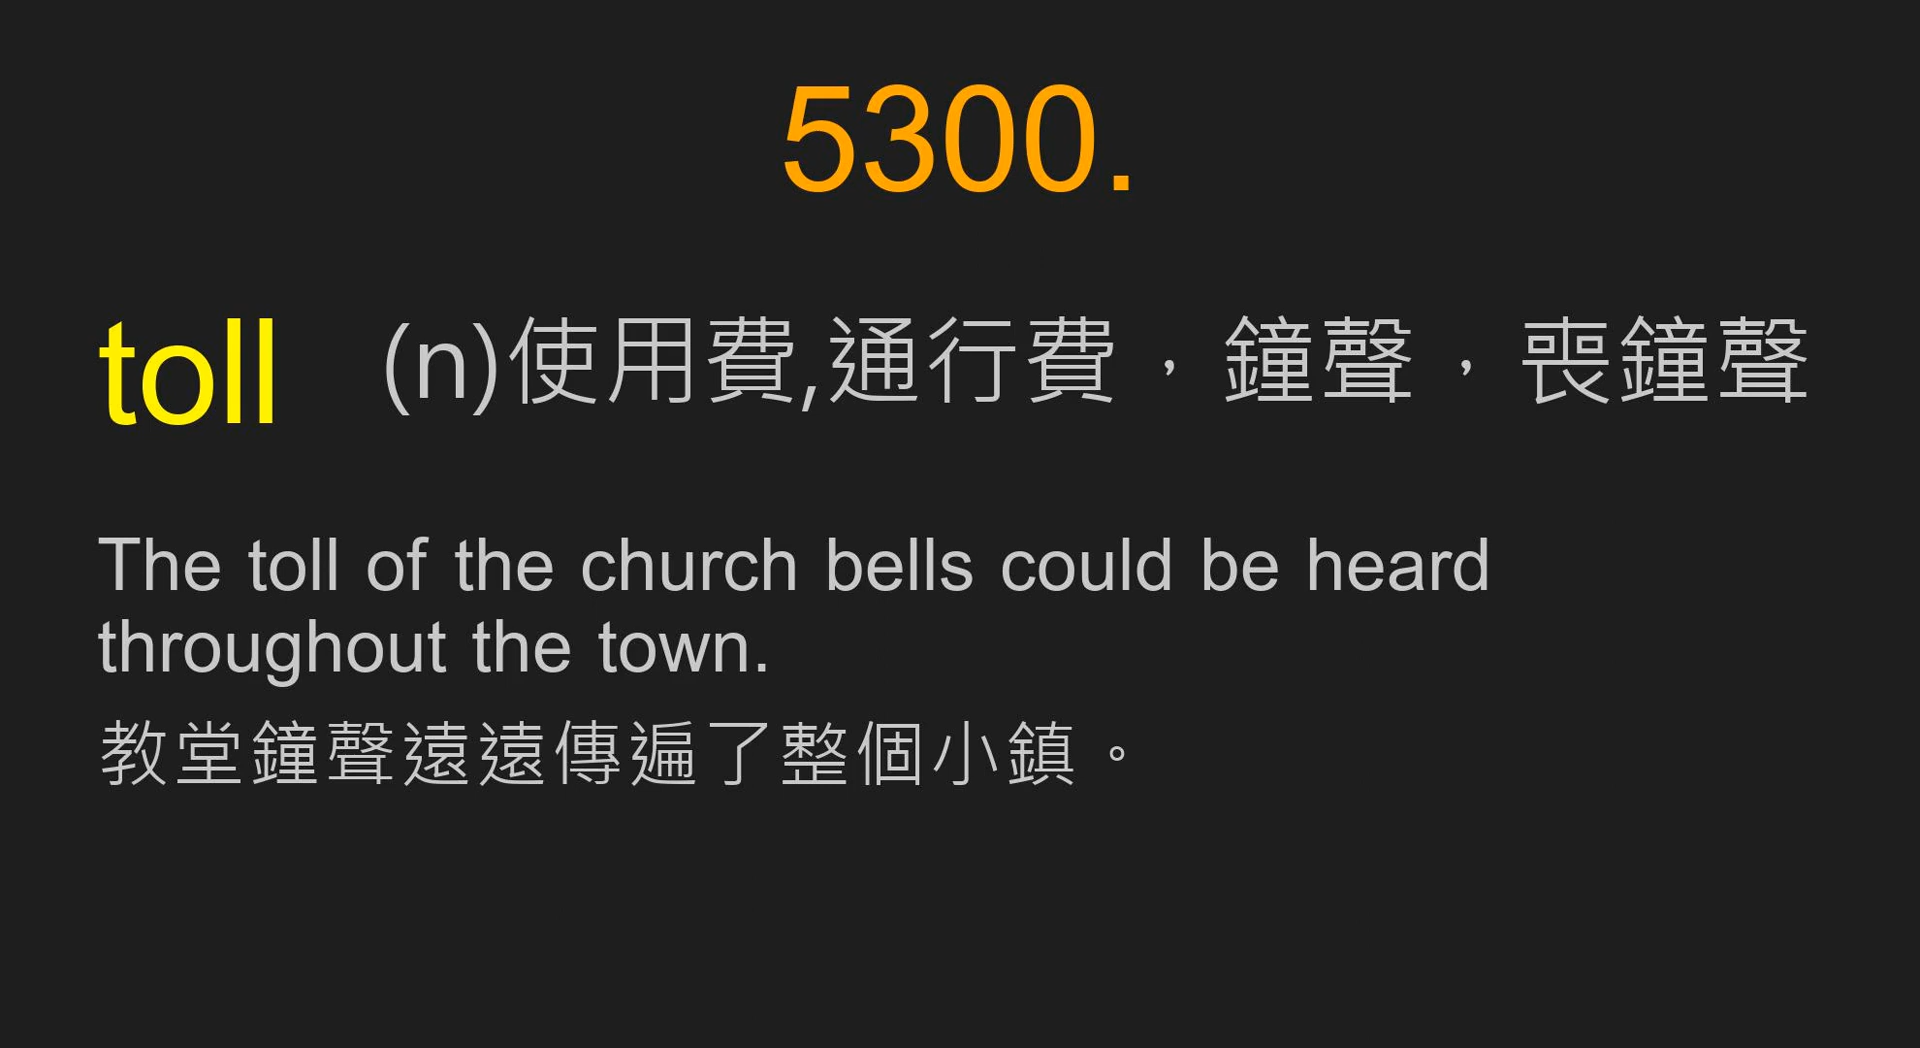 5300.
toll (n)使用費,通行費，鐘聲，喪鐘聲
The toll of the church bells could be heard
throughout the town.
教堂鐘聲遠遠傳遍了整個小鎮。